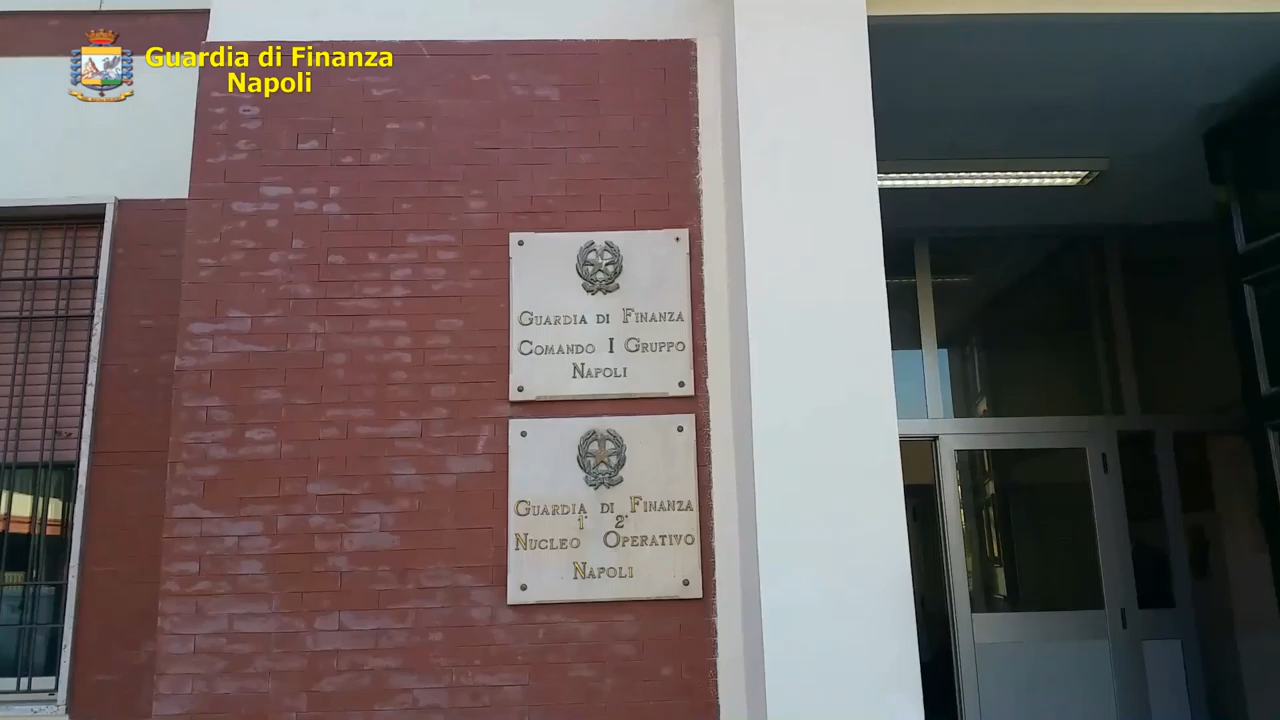 Guardia di Finanza
Napoli
GUARDIA DI FINANZA
COMANDO I GRUPPO
NAPOLI
GUARDIA DI FINANZA
1° 2°
NUCLEO OPERATIVO
NAPOLI